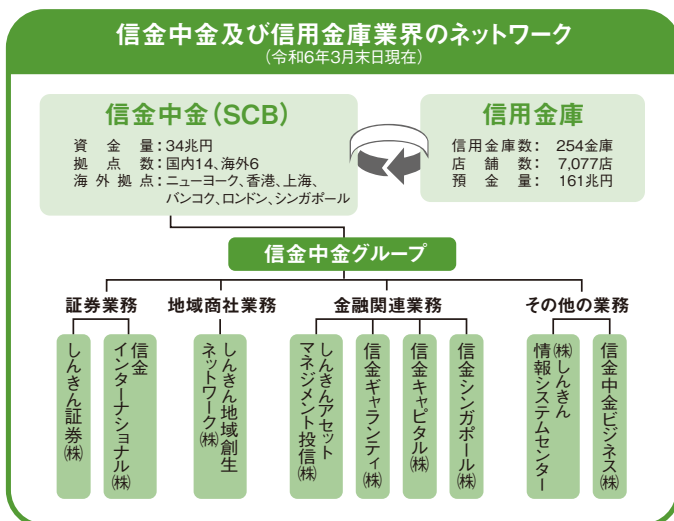 信金中金及び信用金庫業界のネットワーク
(令和6年3月末日現在)
信金中金(SCB)
資金量:34兆円
拠点数:国内14、海外6
海外拠点:ニューヨーク、香港、上海、
バンコク、ロンドン、シンガポール
信用金庫
信用金庫数: 254金庫
店舗数: 7,077店
預金量: 161兆円
信金中金グループ
証券業務
地域商社業務
金融関連業務
その他の業務
しんきん証券㈱
信金
インターナショナル㈱
しんきん地域創生
ネットワーク㈱
しんきんアセット
マネジメント投信㈱
信金ギャランティ㈱
信金キャピタル㈱
信金シンガポール㈱
㈱しんきん
情報システムセンター
信金中金ビジネス㈱